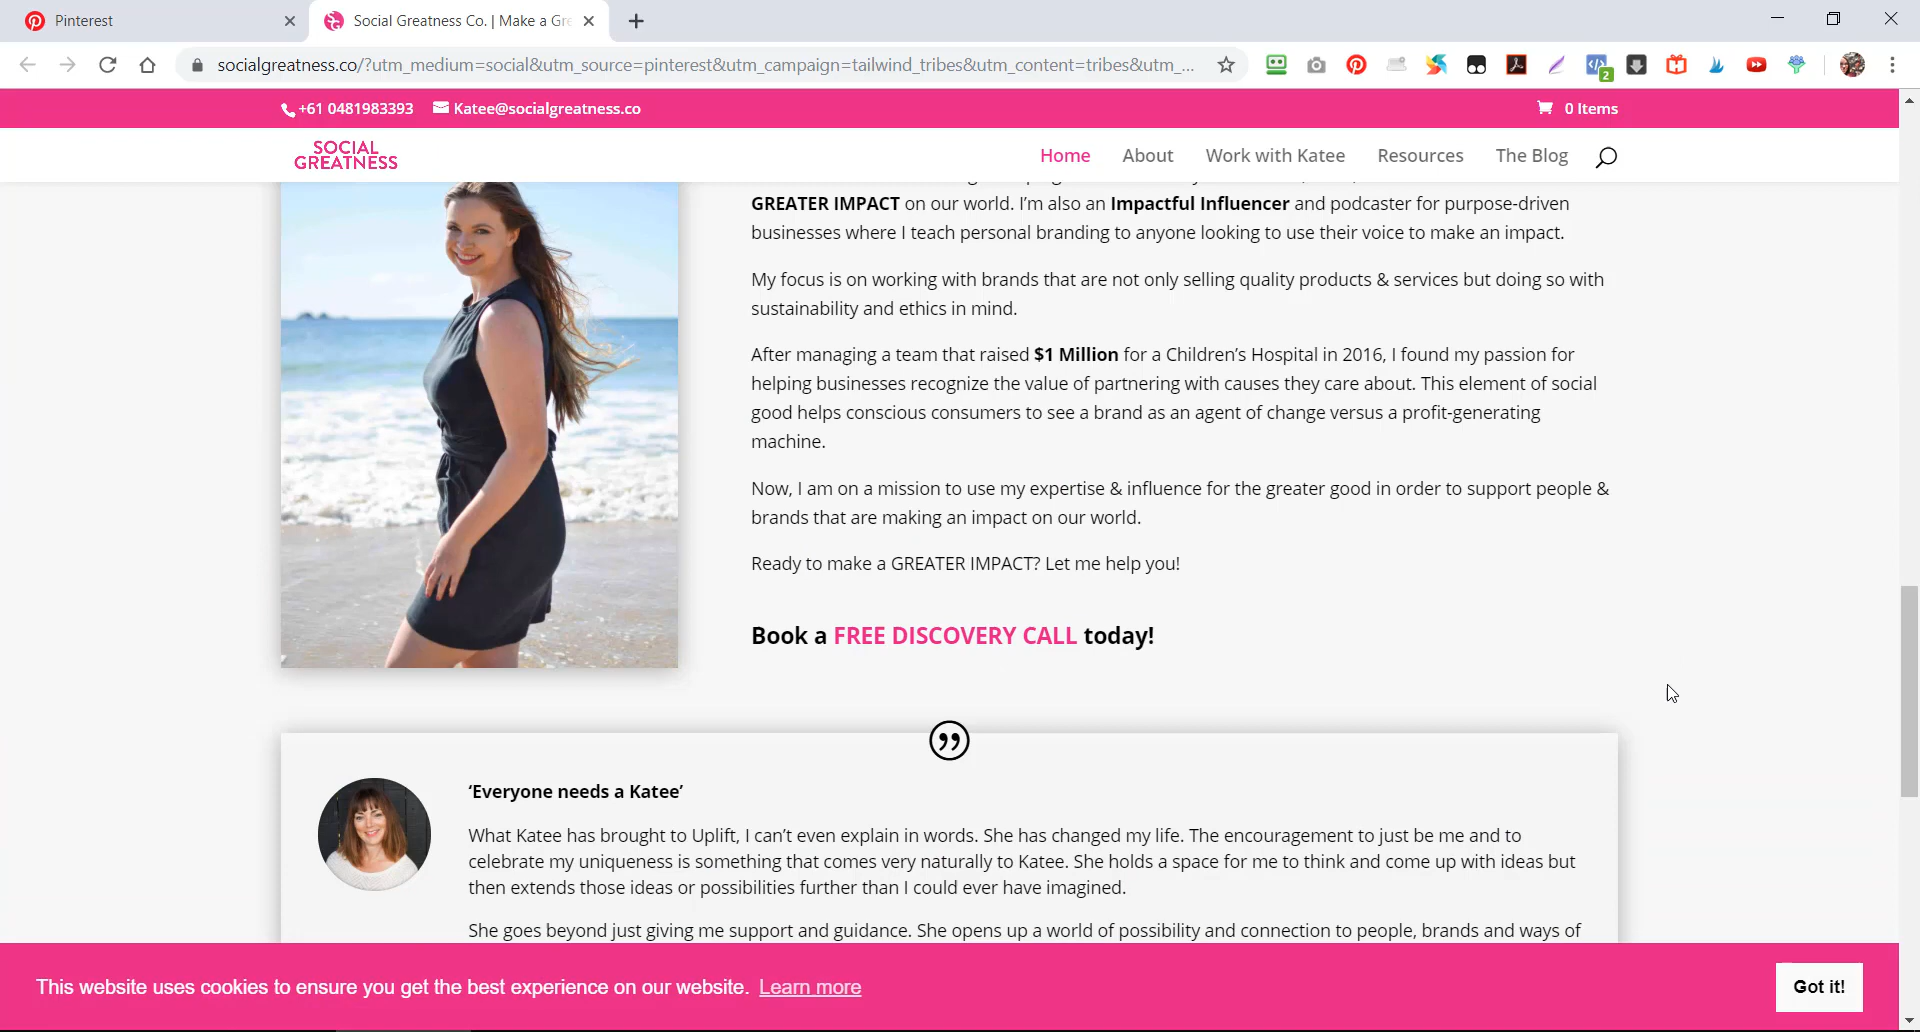 Pinterest
Social Greatness Co. | Make a Gre
socialgreatness.co/?utm_medium=social&utm_source=pinterest&utm_campaign=tailwind_tribes&utm_content=tribes&utm_...
2
+61 0481983393
Katee@socialgreatness.co
0 Items
SOCIAL
GREATNESS
Home
About
Work with Katee
Resources
The Blog
GREATER IMPACT on our world. I’m also an Impactful Influencer and podcaster for purpose-driven
businesses where I teach personal branding to anyone looking to use their voice to make an impact.
My focus is on working with brands that are not only selling quality products & services but doing so with
sustainability and ethics in mind.
After managing a team that raised $1 Million for a Children’s Hospital in 2016, I found my passion for
helping businesses recognize the value of partnering with causes they care about. This element of social
good helps conscious consumers to see a brand as an agent of change versus a profit-generating
machine.
Now, I am on a mission to use my expertise & influence for the greater good in order to support people &
brands that are making an impact on our world.
Ready to make a GREATER IMPACT? Let me help you!
Book a FREE DISCOVERY CALL today!
‘Everyone needs a Katee’
What Katee has brought to Uplift, I can’t even explain in words. She has changed my life. The encouragement to just be me and to
celebrate my uniqueness is something that comes very naturally to Katee. She holds a space for me to think and come up with ideas but
then extends those ideas or possibilities further than I could ever have imagined.
She goes beyond just giving me support and guidance. She opens up a world of possibility and connection to people, brands and ways of
This website uses cookies to ensure you get the best experience on our website. Learn more
Got it!